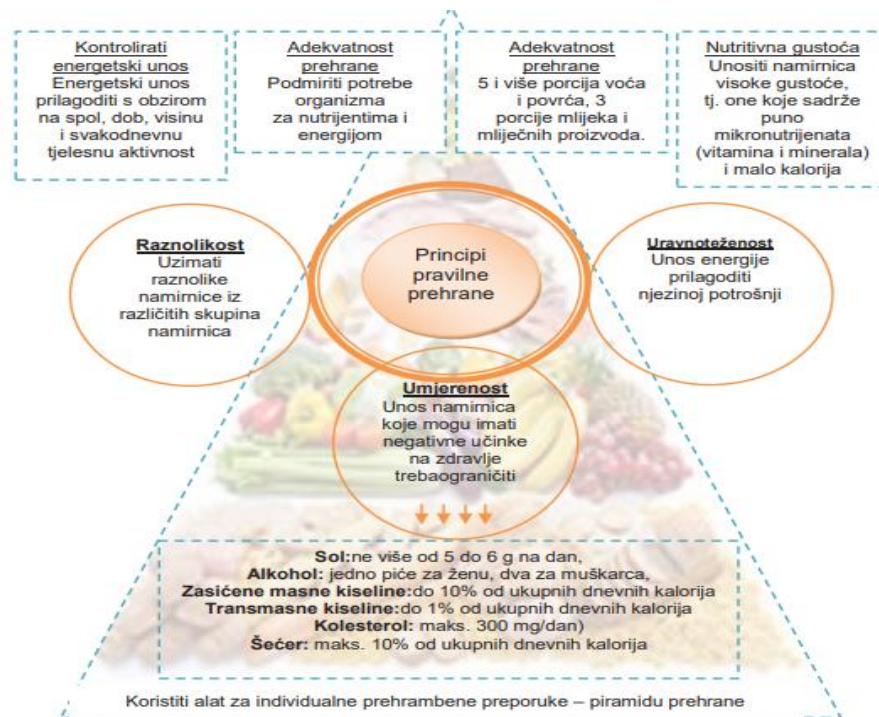 Kontrolirati
energetski unos
Energetski unos
prilagoditi s obzirom
na spol, dob, visinu
i svakodnevnu
tjelesnu aktivnost
Adekvatnost
prehrane
Podmiriti potrebe
organizma
za nutrijentima i
energijom
Adekvatnost
prehrane
5 i više porcija voća
i povrća, 3
porcije mlijeka i
mliječnih proizvoda.
Nutritivna gustoća
Unositi namirnica
visoke gustoće,
tj. one koje sadrže
puno
mikronutrijenata
(vitamina i minerala)
i malo kalorija
Raznolikost
Uzimati
raznolike
namirnice iz
različitih skupina
namirnica
Principi
pravilne
prehrane
Uravnoteženost
Unos energije
prilagoditi
njezinoj potrošnji
Umjerenost
Unos namirnica
koje mogu imati
negativne učinke
na zdravlje
trebaograničiti
Sol:ne više od 5 do 6 g na dan,
Alkohol: jedno piće za ženu, dva za muškarca,
Zasićene masne kiseline:do 10% od ukupnih dnevnih kalorija
Transmasne kiseline:do 1% od ukupnih dnevnih kalorija
Kolesterol: maks. 300 mg/dan)
Šećer: maks. 10% od ukupnih dnevnih kalorija
Koristiti alat za individualne prehrambene preporuke – piramidu prehrane